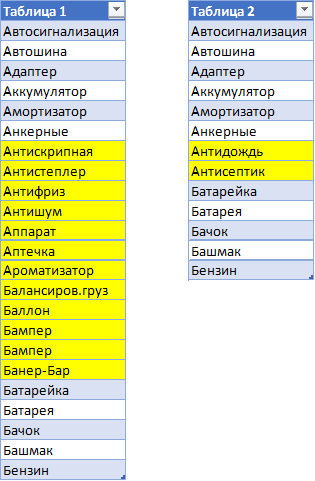 Таблица 1
Автосигнализация
Автошина
Адаптер
Аккумулятор
Амортизатор
Анкерные
Антискрипная
Антистеплер
Антифриз
Антишум
Аппарат
Аптечка
Ароматизатор
Балансиров.груз
Баллон
Бампер
Бампер
Банер-Бар
Батарейка
Батарея
Бачок
Башмак
Бензин
Таблица 2
Автосигнализация
Автошина
Адаптер
Аккумулятор
Амортизатор
Анкерные
Антидождь
Антисептик
Батарейка
Батарея
Бачок
Башмак
Бензин